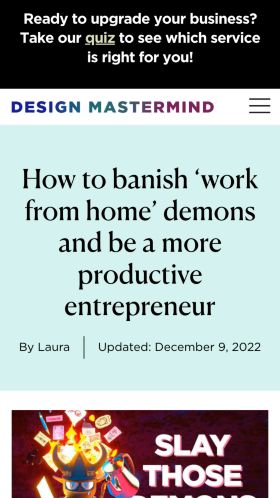 Ready to upgrade your business?
Take our quiz to see which service
is right for you!
DESIGN MASTERMIND
How to banish ‘work
from home’ demons
and be a more
productive
entrepreneur
By Laura
Updated: December 9, 2022
SLAY
THOSE
DEMONS